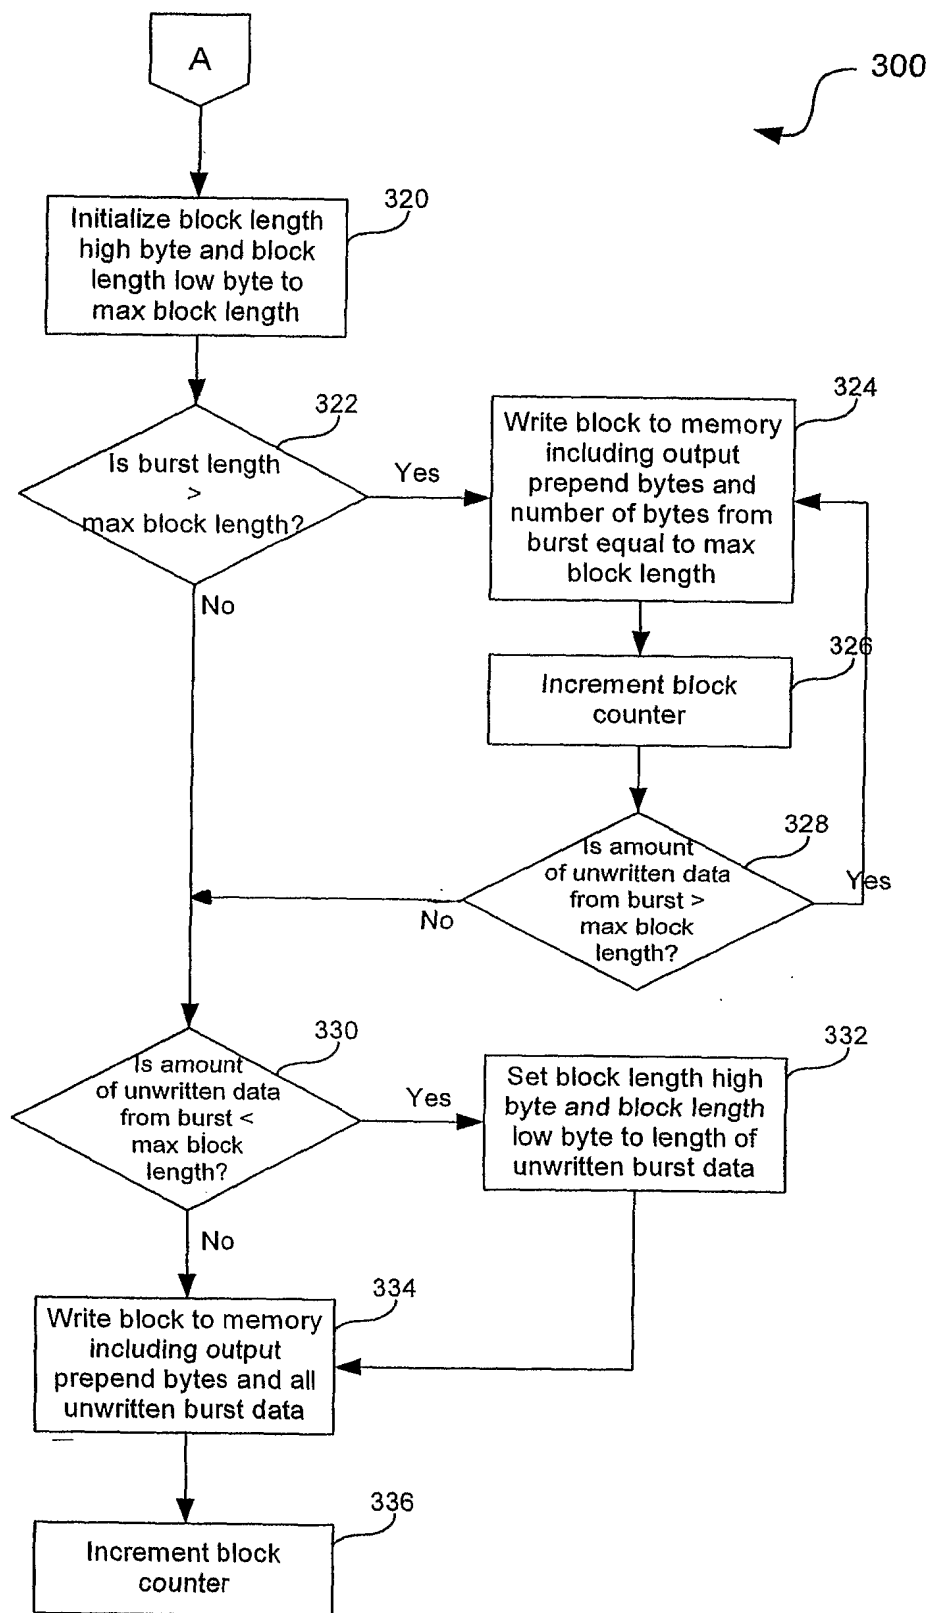 A
300
320
Initialize block length
high byte and block
length low byte to
max block length
322
Is burst length
>
max block length?
Yes
No
324
Write block to memory
including output
prepend bytes and
number of bytes from
burst equal to max
block length
326
Increment block
counter
328
Is amount
of unwritten data
from burst >
max block
length?
Yes
No
330
Is amount
of unwritten data
from burst <
max block
length?
Yes
No
332
Set block length high
byte and block length
low byte to length of
unwritten burst data
334
Write block to memory
including output
prepend bytes and all
unwritten burst data
336
Increment block
counter